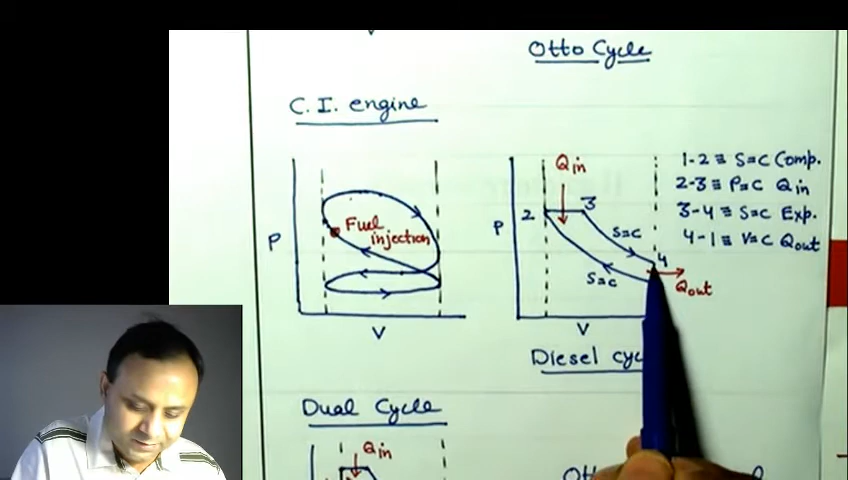 Otto Cycle
C. I. engine
P
Fuel
injection
V
P
Qin
2
3
S=C
S=C
4
Qout
V
1-2 ≡ S=C Comp.
2-3 ≡ P=C Qin
3-4 ≡ S=C Exp.
4-1 ≡ V=C Qout
Diesel cyc
Dual Cycle
Qin
Otto